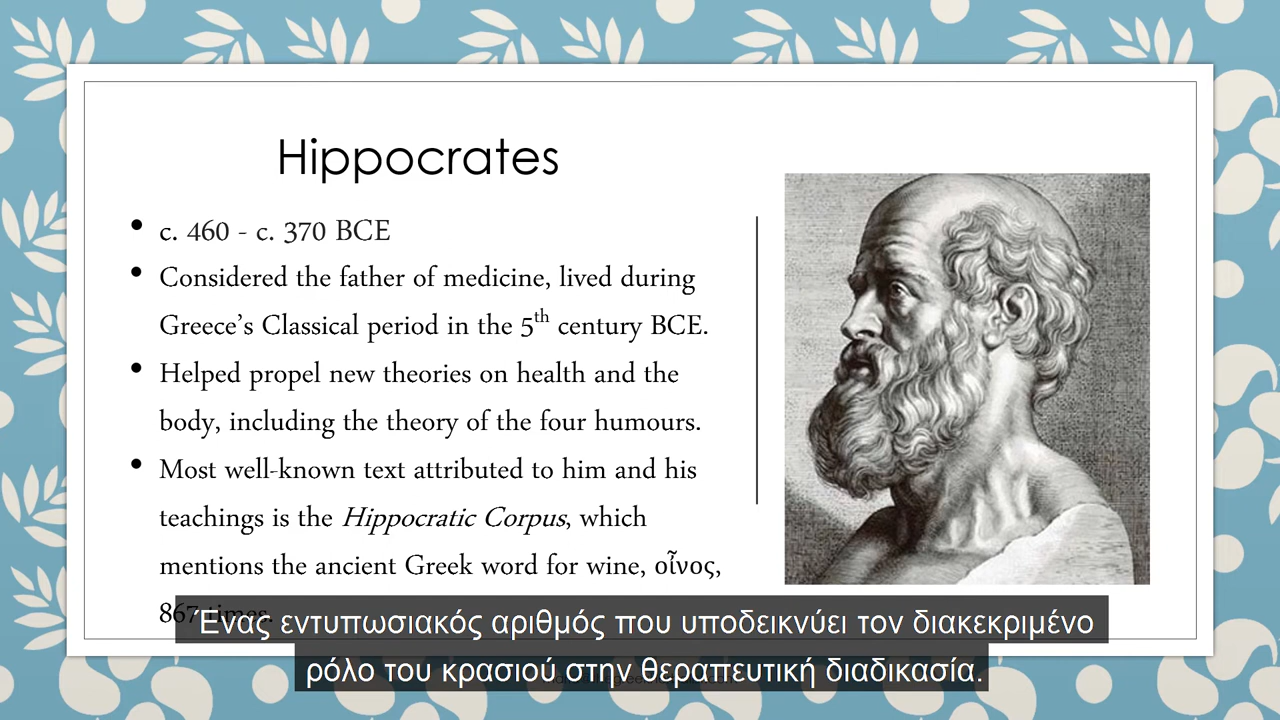 Hippocrates
• c. 460 - c. 370 BCE
• Considered the father of medicine, lived during
Greece's Classical period in the 5th century BCE.
• Helped propel new theories on health and the
body, including the theory of the four humours.
• Most well-known text attributed to him and his
teachings is the Hippocratic Corpus, which
mentions the ancient Greek word for wine, οἶνος,
867 times.
Ένας εντυπωσιακός αριθμός που υποδεικνύει τον διακεκριμένο
ρόλο του κρασιού στην θεραπευτική διαδικασία.